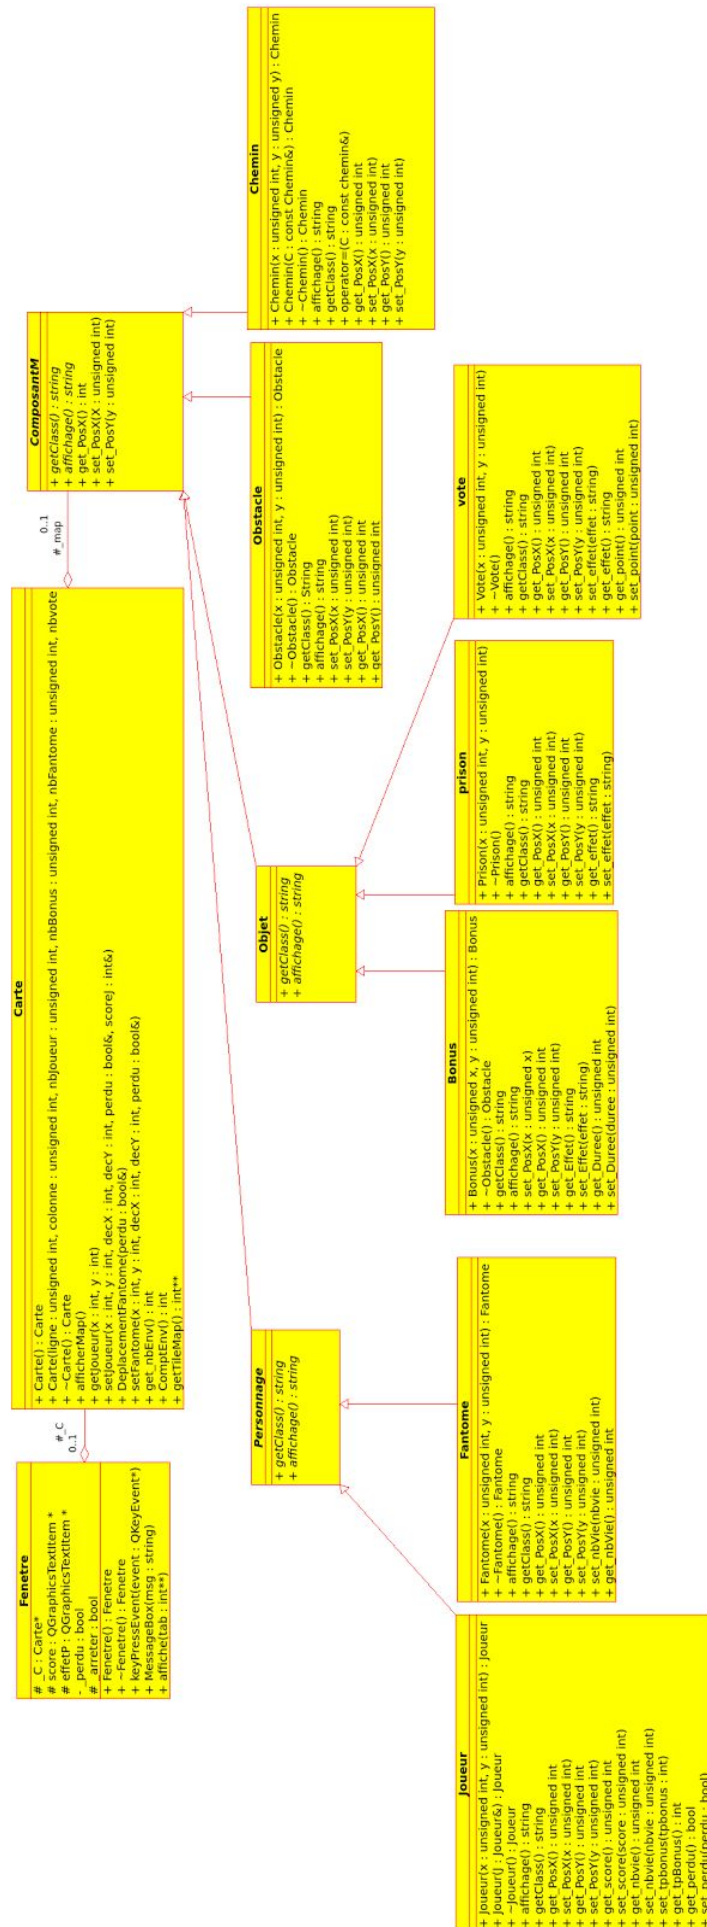 Fenetre
# _C : Carte*
# score : QGraphicsTextItem *
# effetP : QGraphicsTextItem *
- _perdu : bool
# _arreter : bool
+ Fenetre() : Fenetre
+ ~Fenetre() : Fenetre
+ keyPressEvent(event : QKeyEvent*)
+ MessageBox(msg : string)
+ affiche(tab : int**)
#_C
0..1
Carte
+ Carte() : Carte
+ Carte(ligne : unsigned int, colonne : unsigned int, nbjoueur : unsigned int, nbBonus : unsigned int, nbFantome : unsigned int, nbvote
+ ~Carte() : Carte
+ afficherMap()
+ getJoueur(x : int, y : int)
+ setJoueur(x : int, y : int, decX : int, decY : int, perdu : bool&, scoreJ : int&)
+ DeplacementFantome(perdu : bool&)
+ setFantome(x : int, y : int, decX : int, decY : int, perdu : bool&)
+ get_nbEnv() : int
+ ComptEnv() : int
+ getTileMap() : int**
0..1
#_map
ComposantM
+ getClass() : string
+ affichage() : string
+ get_PosX() : int
+ set_PosX(X : unsigned int)
+ set_PosY(y : unsigned int)
Personnage
+ getClass() : string
+ affichage() : string
Objet
+ getClass() : string
+ affichage() : string
Obstacle
+ Obstacle(x : unsigned int, y : unsigned int) : Obstacle
+ ~Obstacle() : Obstacle
+ getClass() : String
+ affichage() : string
+ set_PosX(x : unsigned int)
+ set_PosY(y : unsigned int)
+ get_PosX() : unsigned int
+ get_PosY() : unsigned int
Chemin
+ Chemin(x : unsigned int, y : unsigned y) : Chemin
+ Chemin(C : const Chemin&) : Chemin
+ ~Chemin() : Chemin
+ affichage() : string
+ getClass() : string
+ operator=(C : const chemin&)
+ get_PosX() : unsigned int
+ set_PosX(x : unsigned int)
+ get_PosY() : unsigned int
+ set_PosY(y : unsigned int)
Joueur
+ Joueur(x : unsigned int, y : unsigned int) : Joueur
+ Joueur(J : Joueur&) : Joueur
+ ~Joueur() : Joueur
+ affichage() : string
+ getClass() : string
+ get_PosX() : unsigned int
+ set_PosX(x : unsigned int)
+ get_PosY() : unsigned int
+ set_PosY(y : unsigned int)
+ get_score() : unsigned int
+ set_score(score : unsigned int)
+ get_nbvie() : unsigned int
+ set_nbvie(nbvie : unsigned int)
+ set_tpbonus(tpbonus : int)
+ get_tpBonus() : int
+ get_perdu() : bool
+ set_perdu(perdu : bool)
Fantome
+ Fantome(x : unsigned int, y : unsigned int) : Fantome
+ ~Fantome() : Fantome
+ affichage() : string
+ getClass() : string
+ get_PosX() : unsigned int
+ set_PosX(x : unsigned int)
+ get_PosY() : unsigned int
+ set_PosY(y : unsigned int)
+ set_nbVie(nbvie : unsigned int)
+ get_nbVie() : unsigned int
Bonus
+ Bonus(x : unsigned x, y : unsigned int) : Bonus
+ ~Obstacle() : Obstacle
+ getClass() : string
+ affichage() : string
+ set_PosX(x : unsigned x)
+ get_PosX() : unsigned int
+ set_PosY(y : unsigned int)
+ get_Effet() : string
+ set_Effet(effet : string)
+ get_Duree() : unsigned int
+ set_Duree(duree : unsigned int)
prison
+ Prison(x : unsigned int, y : unsigned int)
+ ~Prison()
+ affichage() : string
+ getClass() : string
+ get_PosX() : unsigned int
+ set_PosX(x : unsigned int)
+ get_PosY() : unsigned int
+ set_PosY(y : unsigned int)
+ get_effet() : string
+ set_effet(effet : string)
vote
+ Vote(x : unsigned int, y : unsigned int)
+ ~Vote()
+ affichage() : string
+ getClass() : string
+ get_PosX() : unsigned int
+ set_PosX(x : unsigned int)
+ get_PosY() : unsigned int
+ set_PosY(y : unsigned int)
+ set_effet(effet : string)
+ get_effet() : string
+ get_point() : unsigned int
+ set_point(point : unsigned int)